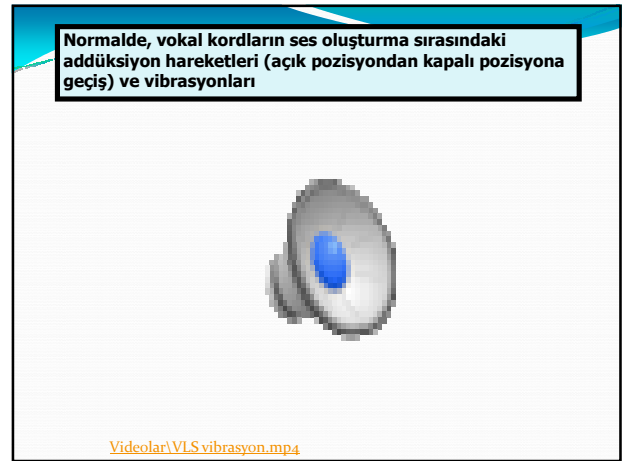 Normalde, vokal kordların ses oluşturma sırasındaki
addüksiyon hareketleri (açık pozisyondan kapalı pozisyona
geçiş) ve vibrasyonları
Videolar\VLS vibrasyon.mp4